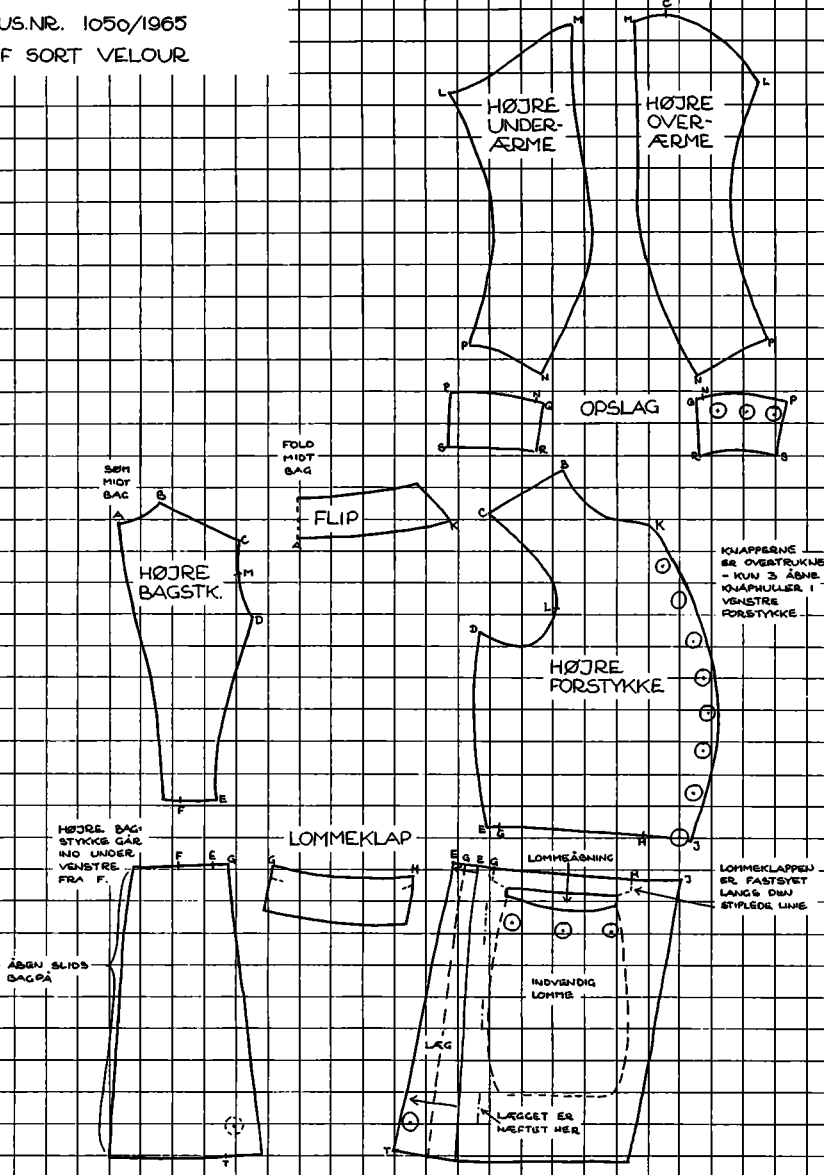 US.NR. 1050/1965
F SORT VELOUR
C
M
M
L
L
HØJRE
UNDER-
ÆRME
HØJRE
OVER-
ÆRME
P
P
N
N
P
N
Q
OPSLAG
Q
N
P
S
R
R
S
SØM
MIDT
BAG
FOLD
MIDT
BAG
A
B
C
M
D
HØJRE
BAGSTK.
F
E
FLIP
K
A
B
C
K
L
D
HØJRE
FORSTYKKE
E
G
H
J
KNAPPERNE
ER OVERTRUKNE
- KUN 3 ÅBNE
KNAPHULLER I
VENSTRE
FORSTYKKE
HØJRE BAG-
STYKKE GÅR
IND UNDER
VENSTRE
FRA F.
F
E
G
ÅBEN SLIDS
BAGPÅ
T
LOMMEKLAP
G
H
E
G
E
G
LOMMEÅBNING
H
J
LOMMEKLAPPEN
ER FASTSYET
LANGS DEN
STIPLEDE LINIE
INDVENDIG
LOMME
LÆG
LÆGGET ER
HÆFTET HER
T